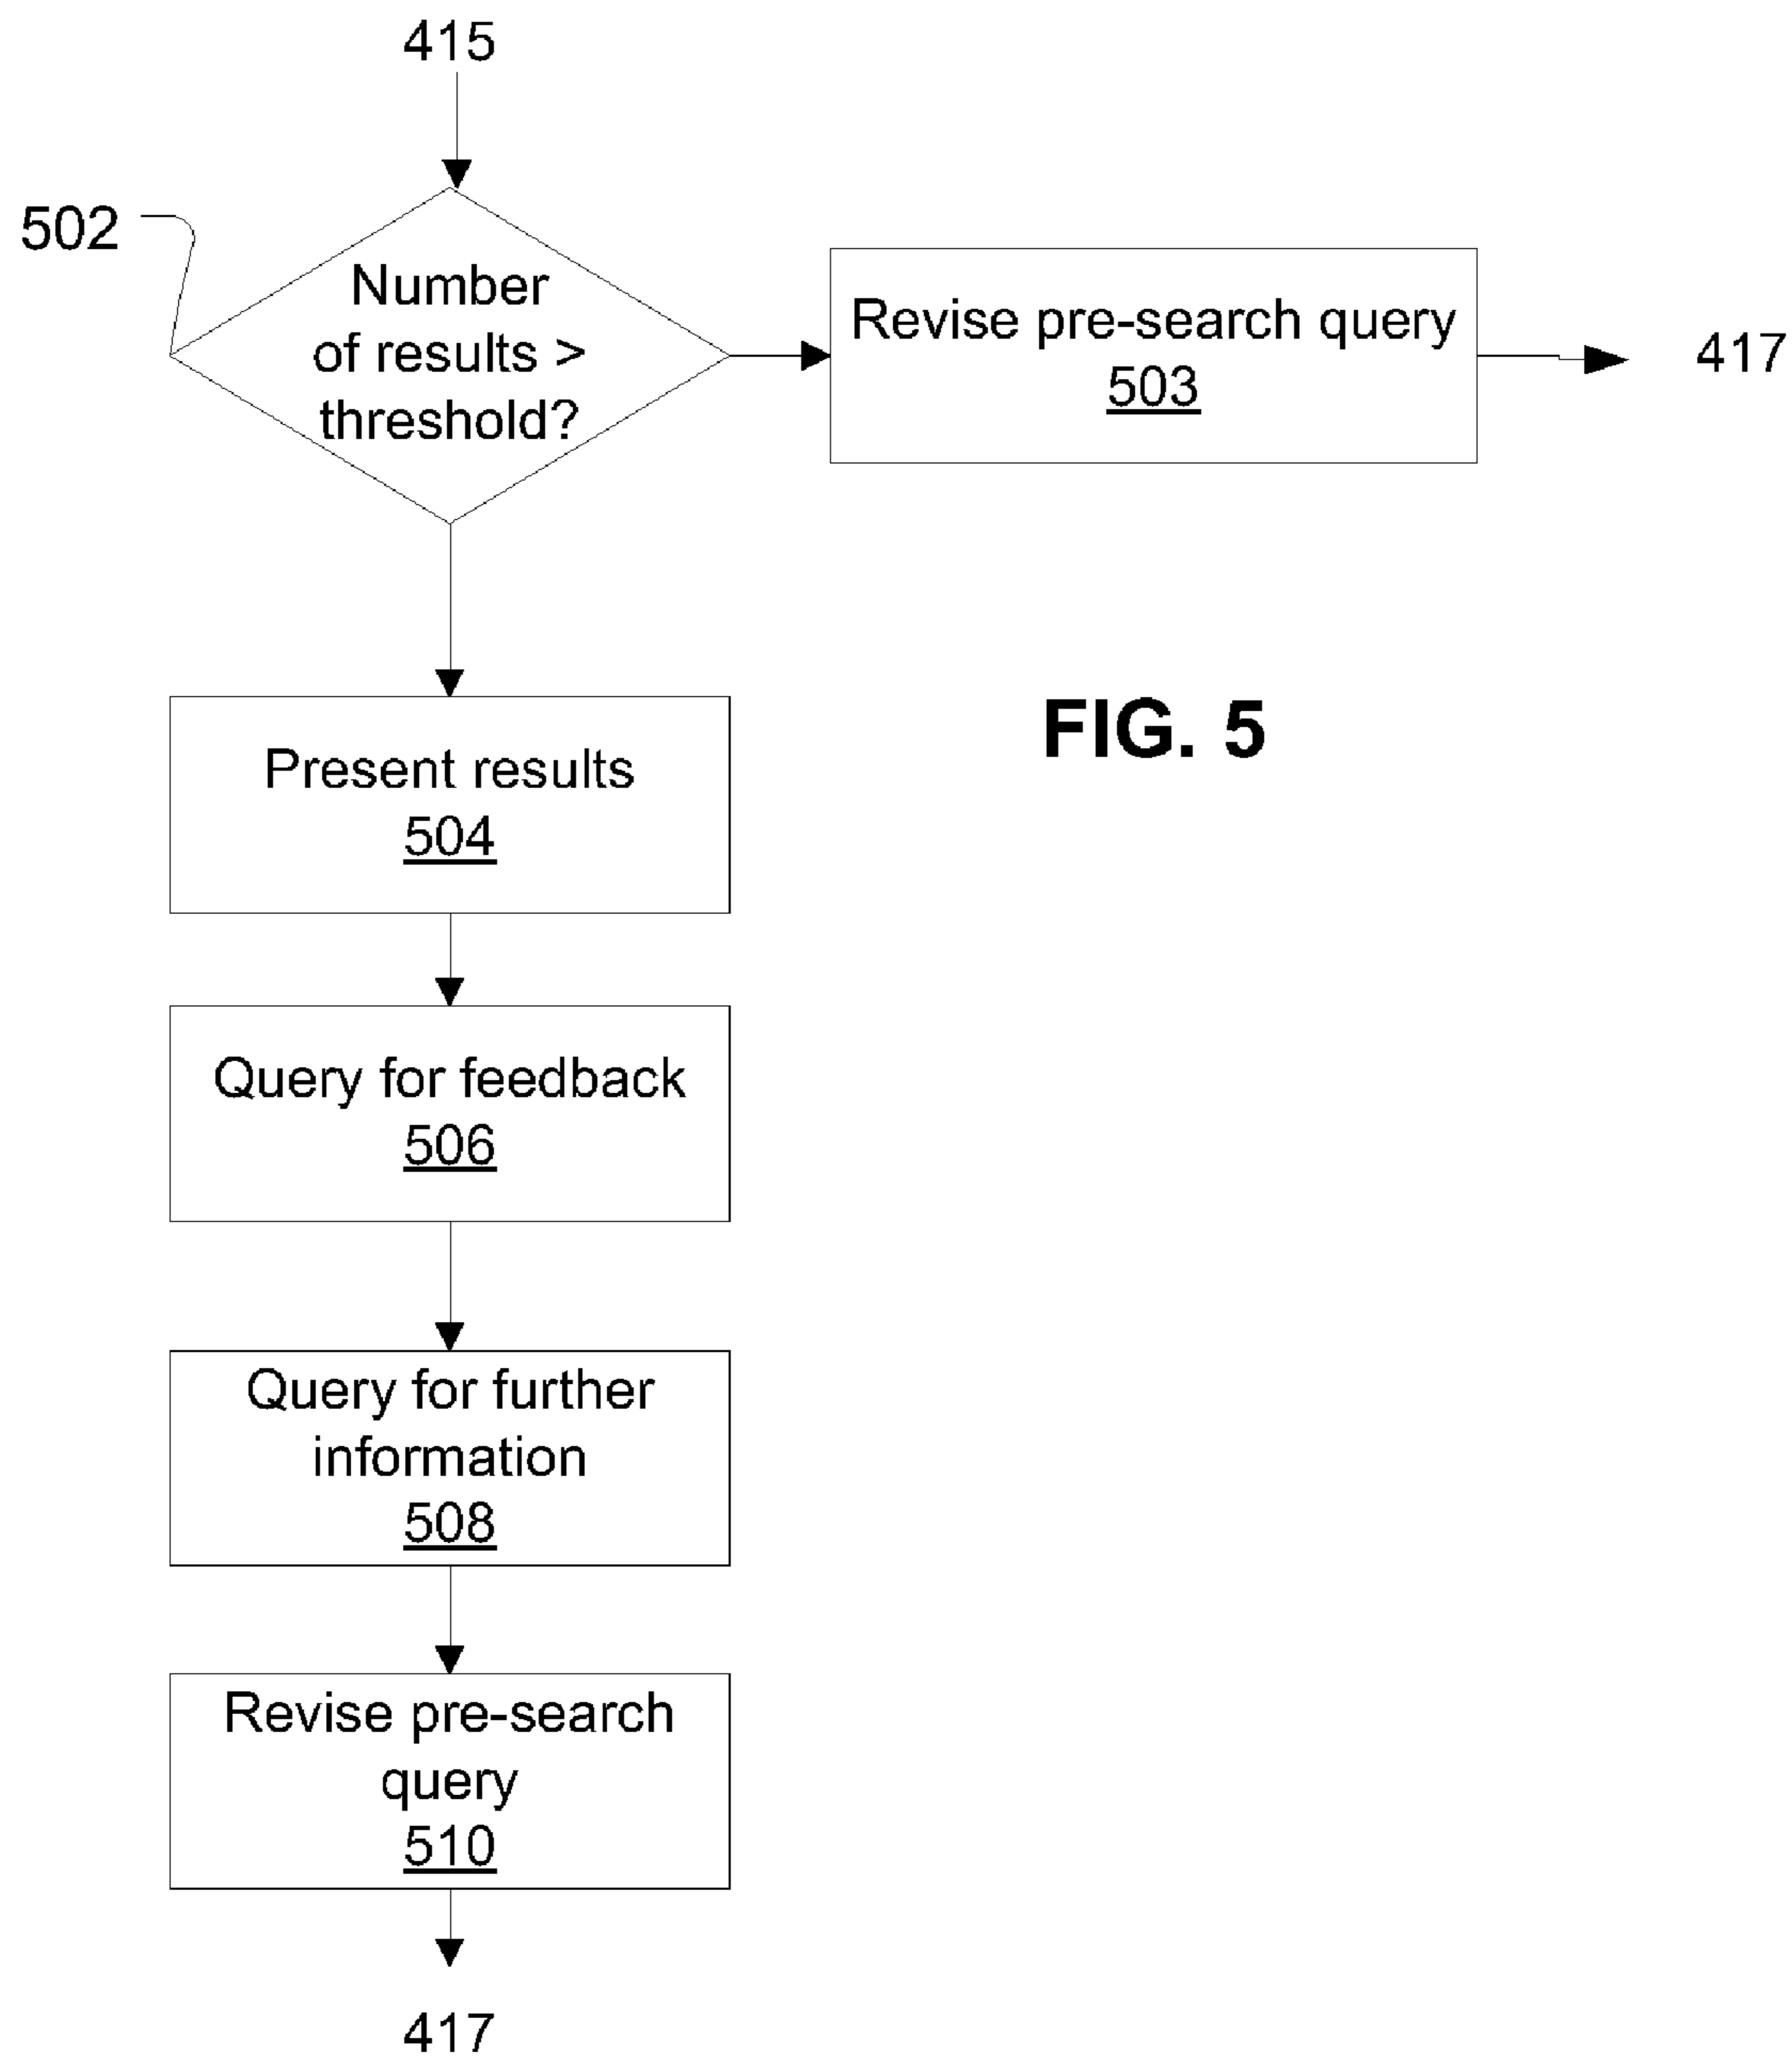 415
502
Number
of results >
threshold?
Revise pre-search query
503
417
FIG. 5
Present results
504
Query for feedback
506
Query for further
information
508
Revise pre-search
query
510
417